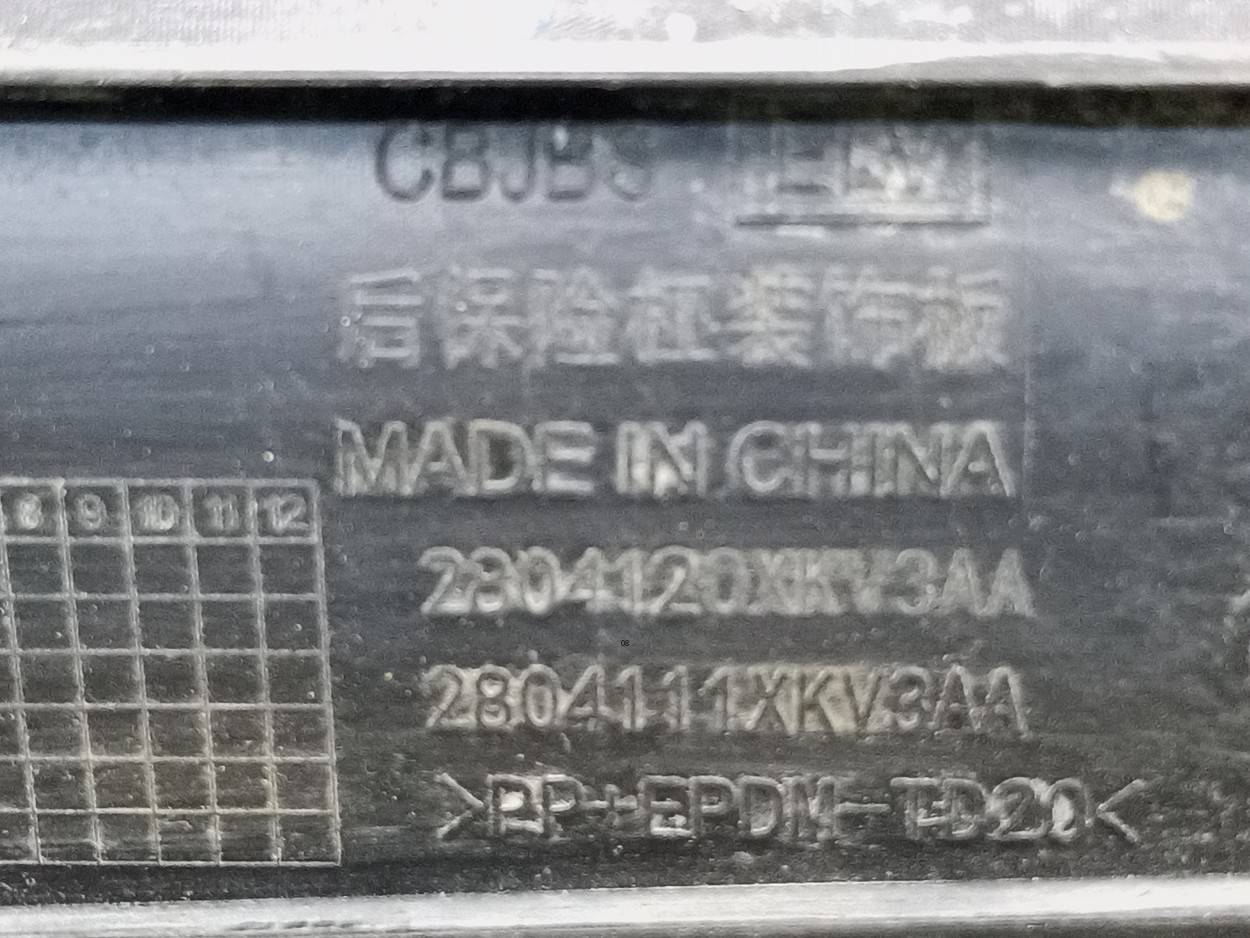 CBJBS
后保险杠装饰板
MADE IN CHINA
8 9 10 11 12
2804120XKV3AA
08
2804111XKV3AA
>PP+EPDM-TD20<